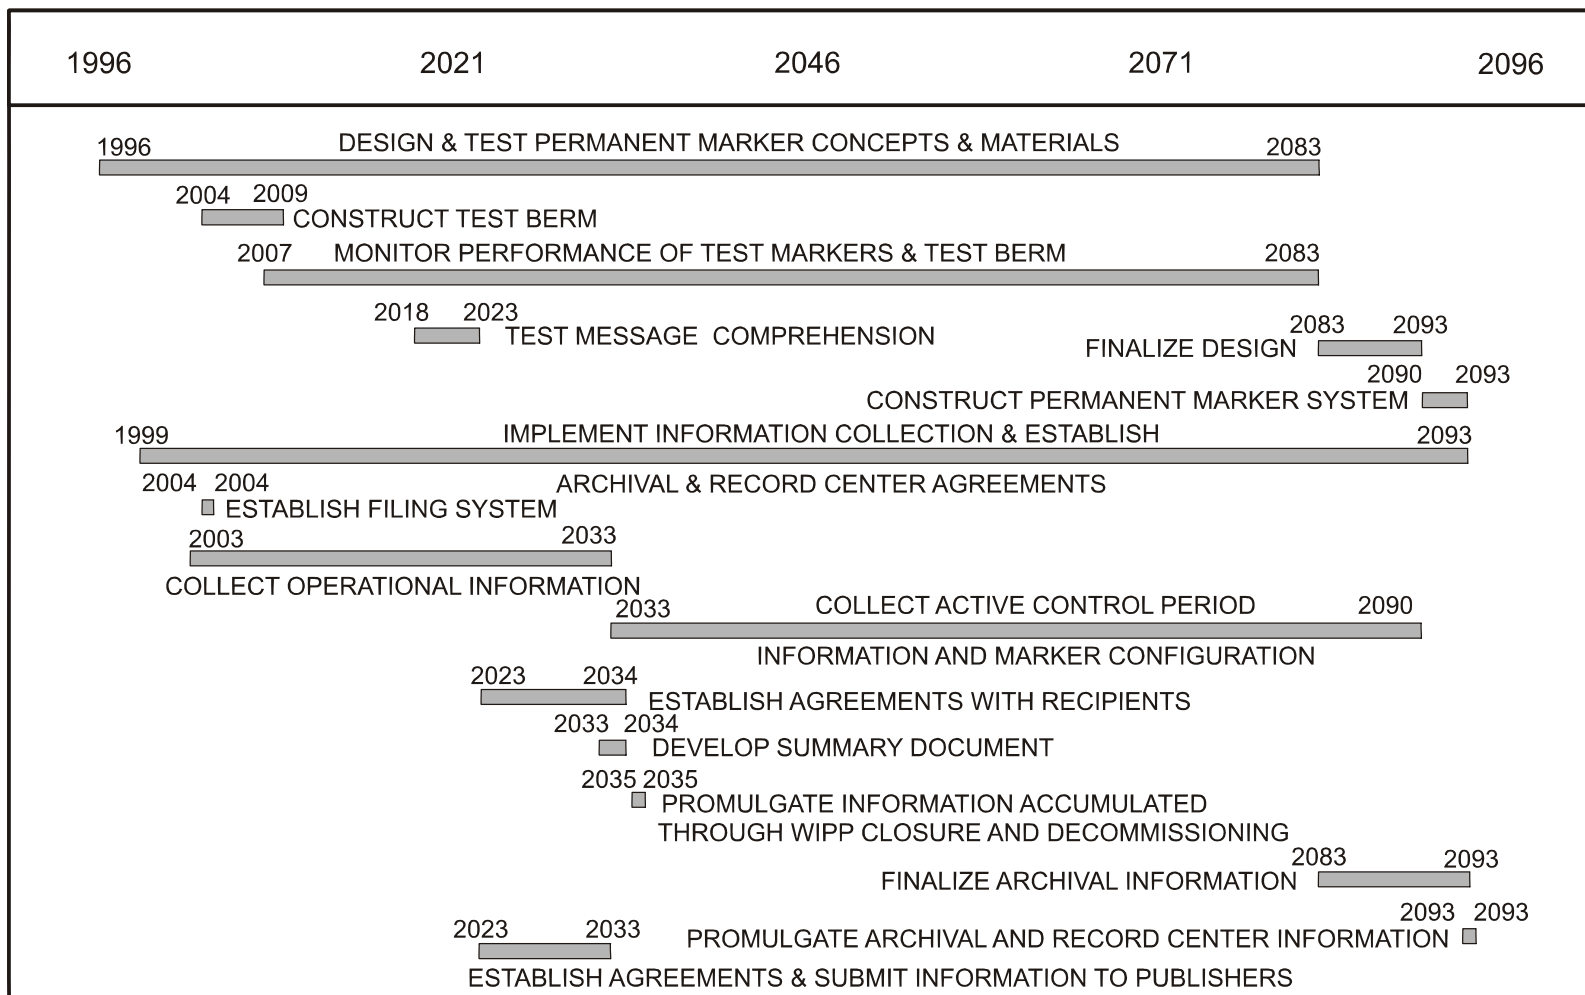 1996 2021 2046 2071 2096
1996 DESIGN & TEST PERMANENT MARKER CONCEPTS & MATERIALS 2083
2004 2009
CONSTRUCT TEST BERM
2007 MONITOR PERFORMANCE OF TEST MARKERS & TEST BERM 2083
2018 2023
TEST MESSAGE COMPREHENSION
2083 2093
FINALIZE DESIGN
2090 2093
CONSTRUCT PERMANENT MARKER SYSTEM
1999 IMPLEMENT INFORMATION COLLECTION & ESTABLISH 2093
2004 2004 ARCHIVAL & RECORD CENTER AGREEMENTS
ESTABLISH FILING SYSTEM
2003 2033
COLLECT OPERATIONAL INFORMATION
2033 COLLECT ACTIVE CONTROL PERIOD 2090
INFORMATION AND MARKER CONFIGURATION
2023 2034
ESTABLISH AGREEMENTS WITH RECIPIENTS
2033 2034
DEVELOP SUMMARY DOCUMENT
2035 2035
PROMULGATE INFORMATION ACCUMULATED
THROUGH WIPP CLOSURE AND DECOMMISSIONING
2083 2093
FINALIZE ARCHIVAL INFORMATION
2093 2093
PROMULGATE ARCHIVAL AND RECORD CENTER INFORMATION
2023 2033
ESTABLISH AGREEMENTS & SUBMIT INFORMATION TO PUBLISHERS